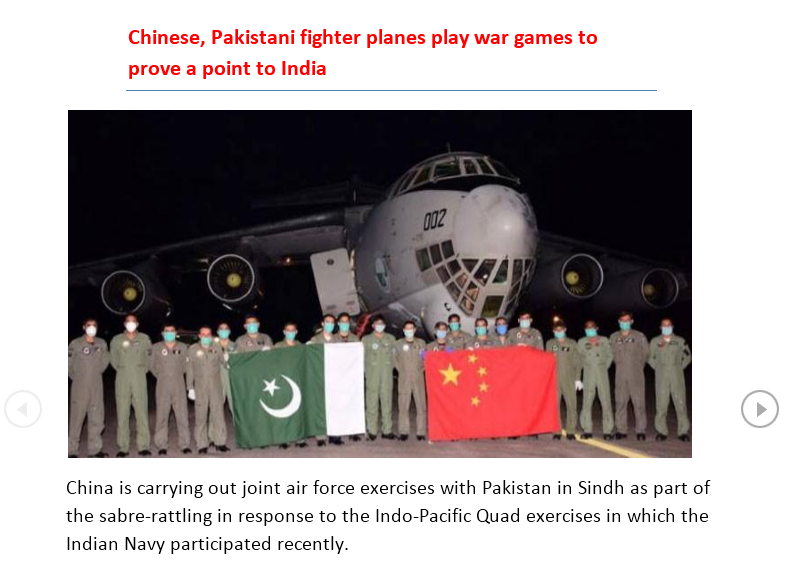 Chinese, Pakistani fighter planes play war games to
prove a point to India
002
China is carrying out joint air force exercises with Pakistan in Sindh as part of
the sabre-rattling in response to the Indo-Pacific Quad exercises in which the
Indian Navy participated recently.